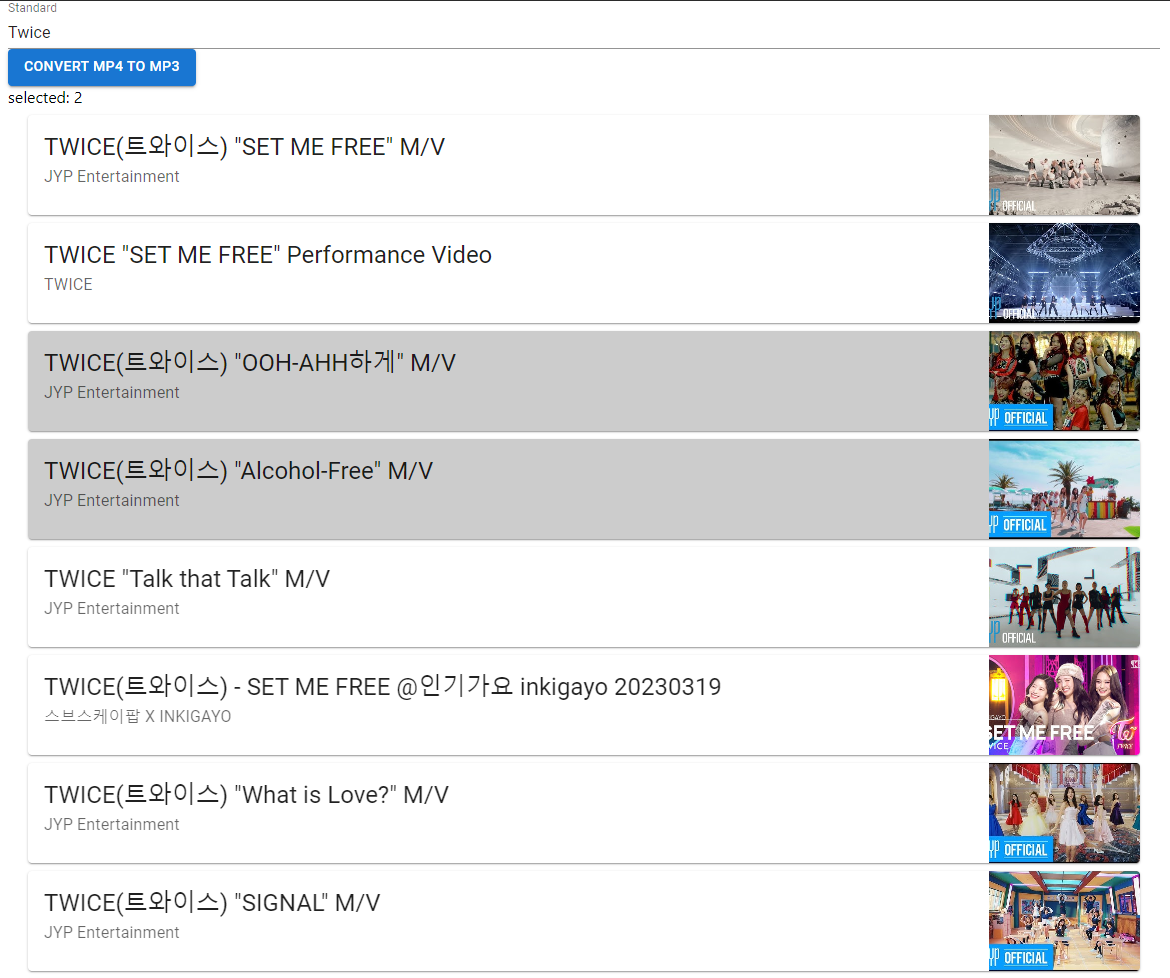 Standard
Twice
CONVERT MP4 TO MP3
selected: 2
TWICE(트와이스) "SET ME FREE" M/V
JYP Entertainment
OFFICIAL
TWICE "SET ME FREE" Performance Video
TWICE
OFFICIAL
TWICE(트와이스) "OOH-AHH하게" M/V
JYP Entertainment
OFFICIAL
TWICE(트와이스) "Alcohol-Free" M/V
JYP Entertainment
OFFICIAL
TWICE "Talk that Talk" M/V
JYP Entertainment
OFFICIAL
TWICE(트와이스) - SET ME FREE @인기가요 inkigayo 20230319
스브스케이팝 X INKIGAYO
SET ME FREE
TWICE
TWICE(트와이스) "What is Love?" M/V
JYP Entertainment
OFFICIAL
TWICE(트와이스) "SIGNAL" M/V
JYP Entertainment
OFFICIAL